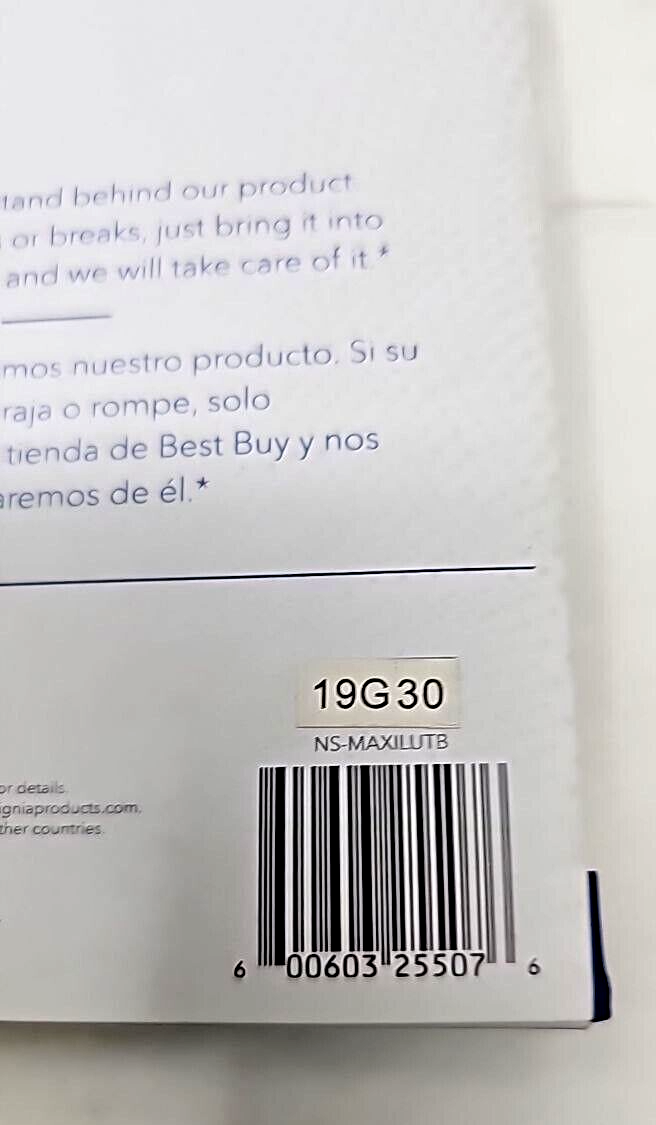 tand behind our product
or breaks, just bring it into
and we will take care of it.*
mos nuestro producto. Si su
raja o rompe, solo
tienda de Best Buy y nos
aremos de él.*
19G30
NS-MAXILUTB
or details.
igniaproducts.com.
ther countries.
6 00603 25507 6